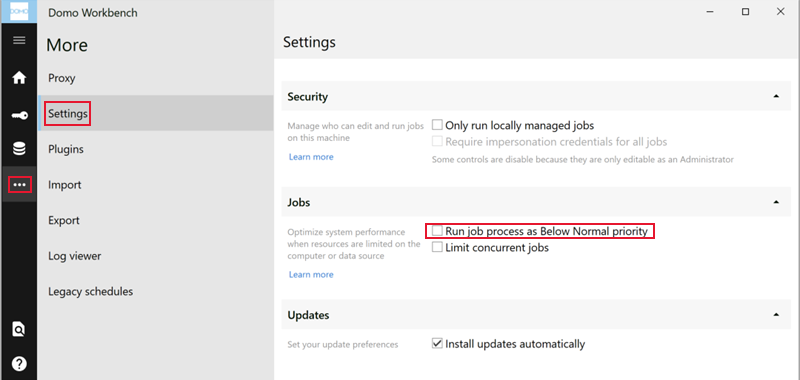 DOMO
Domo Workbench
More
Proxy
Settings
Plugins
Import
Export
Log viewer
Legacy schedules
Settings
Security
Manage who can edit and run jobs
on this machine
Learn more
Only run locally managed jobs
Require impersonation credentials for all jobs
Some controls are disable because they are only editable as an Administrator
Jobs
Optimize system performance
when resources are limited on the
computer or data source
Learn more
Run job process as Below Normal priority
Limit concurrent jobs
Updates
Set your update preferences
Install updates automatically